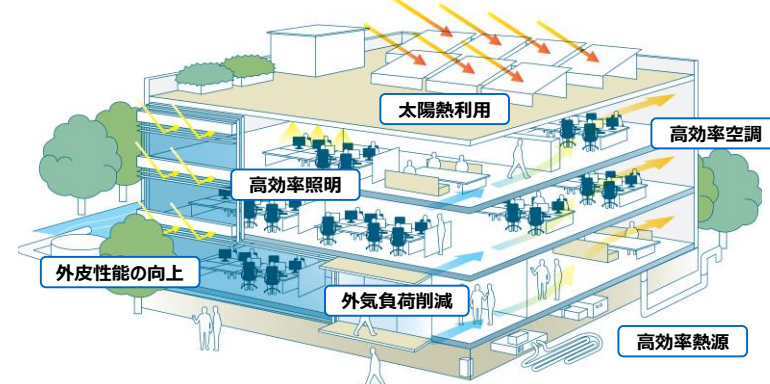 太陽熱利用
高効率空調
高効率照明
外皮性能の向上
外気負荷削減
高効率熱源